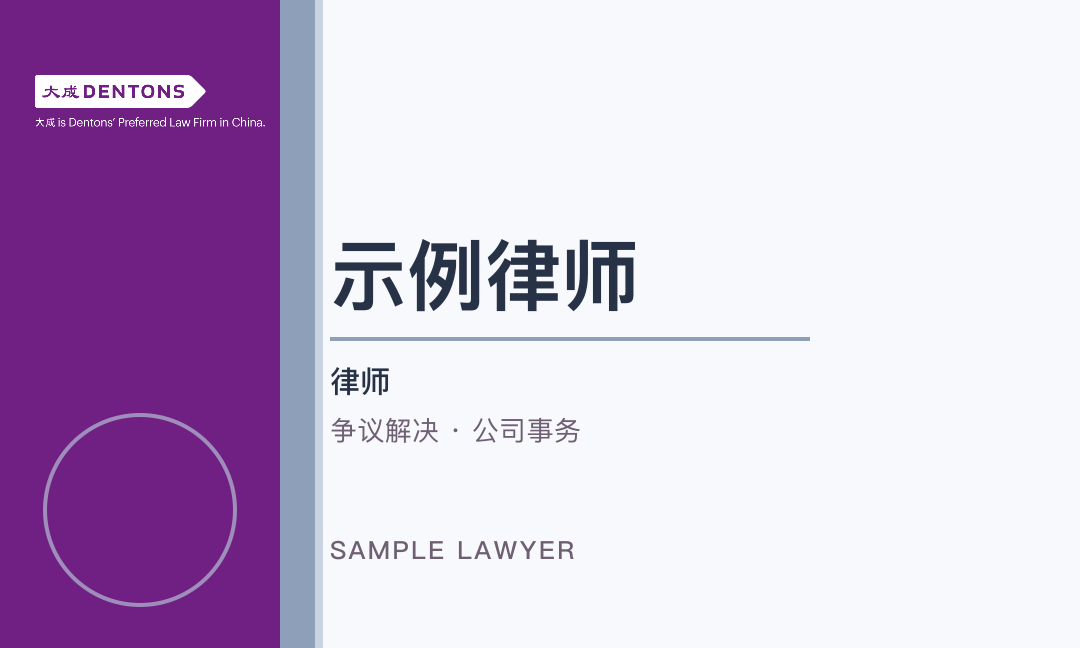 大成 DENTONS
大成 is Dentons’ Preferred Law Firm in China.
示例律师
律师
争议解决 · 公司事务
SAMPLE LAWYER